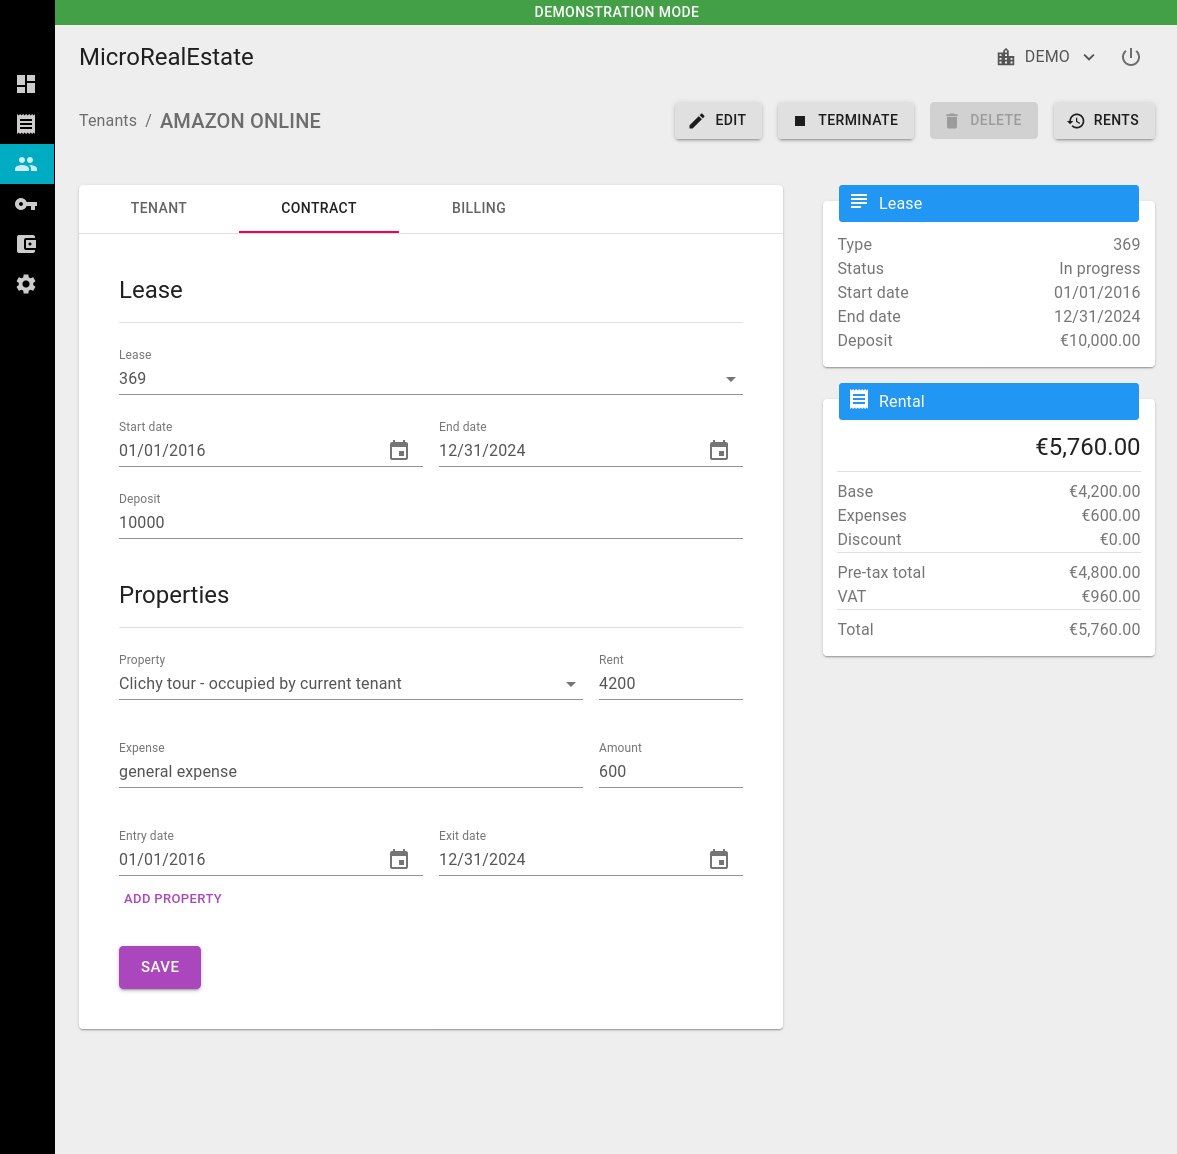 DEMONSTRATION MODE
MicroRealEstate
DEMO
Tenants / AMAZON ONLINE
EDIT
TERMINATE
DELETE
RENTS
TENANT
CONTRACT
BILLING
Lease
Lease
369
Start date
01/01/2016
End date
12/31/2024
Deposit
10000
Properties
Property
Clichy tour - occupied by current tenant
Rent
4200
Expense
general expense
Amount
600
Entry date
01/01/2016
Exit date
12/31/2024
ADD PROPERTY
SAVE
Lease
Type 369
Status In progress
Start date 01/01/2016
End date 12/31/2024
Deposit €10,000.00
Rental
€5,760.00
Base €4,200.00
Expenses €600.00
Discount €0.00
Pre-tax total €4,800.00
VAT €960.00
Total €5,760.00